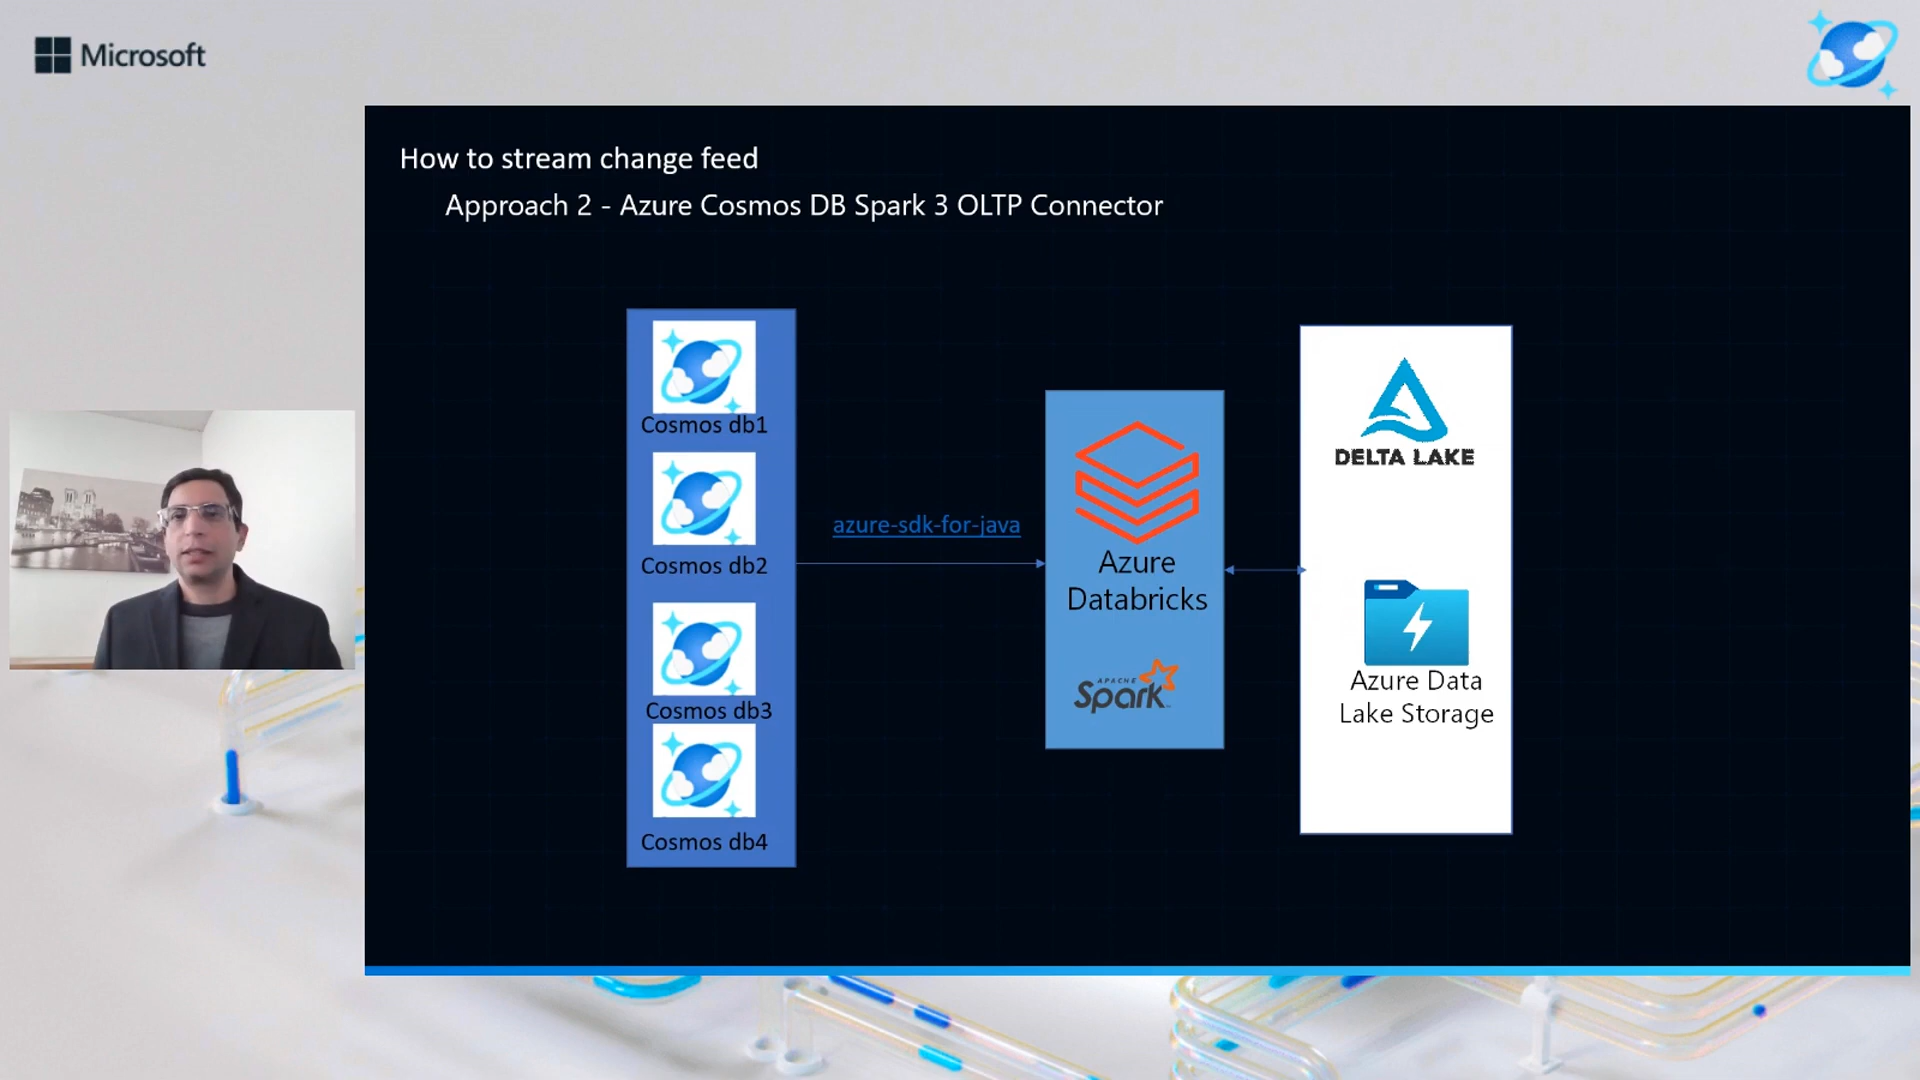 Microsoft
How to stream change feed
Approach 2 - Azure Cosmos DB Spark 3 OLTP Connector
Cosmos db1
Cosmos db2
Cosmos db3
Cosmos db4
azure-sdk-for-java
Azure
Databricks
APACHE
Spark
DELTA LAKE
Azure Data
Lake Storage